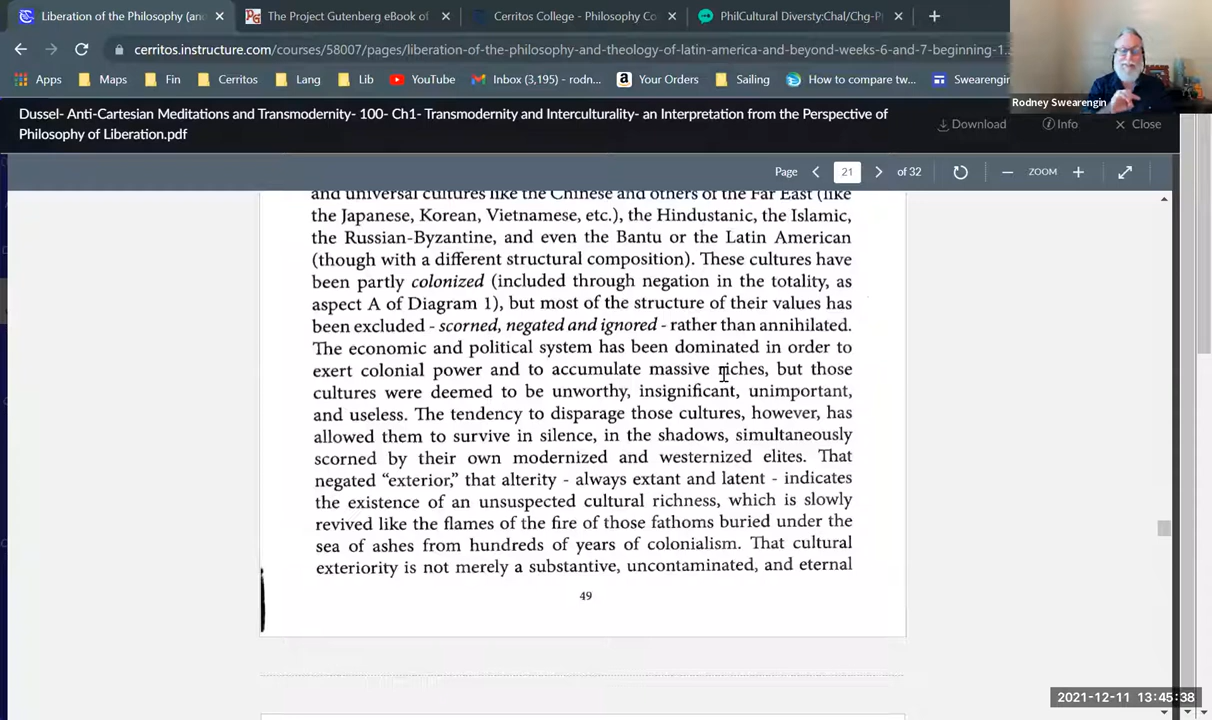 Liberation of the Philosophy (and
The Project Gutenberg eBook of
Cerritos College - Philosophy Co
PhilCultural Diversty:Chal/Chg-P
cerritos.instructure.com/courses/58007/pages/liberation-of-the-philosophy-and-theology-of-latin-america-and-beyond-weeks-6-and-7-beginning-1
Apps
Maps
Fin
Cerritos
Lang
Lib
YouTube
Inbox (3,195) - rodn...
Your Orders
Sailing
How to compare tw...
Swearengin
Rodney Swearengin
Dussel- Anti-Cartesian Meditations and Transmodernity- 100- Ch1- Transmodernity and Interculturality- an Interpretation from the Perspective of
Philosophy of Liberation.pdf
Download
Info
Close
Page
21
of 32
ZOOM
and universal cultures like the Chinese and others of the Far East (like
the Japanese, Korean, Vietnamese, etc.), the Hindustanic, the Islamic,
the Russian-Byzantine, and even the Bantu or the Latin American
(though with a different structural composition). These cultures have
been partly colonized (included through negation in the totality, as
aspect A of Diagram 1), but most of the structure of their values has
been excluded - scorned, negated and ignored - rather than annihilated.
The economic and political system has been dominated in order to
exert colonial power and to accumulate massive riches, but those
cultures were deemed to be unworthy, insignificant, unimportant,
and useless. The tendency to disparage those cultures, however, has
allowed them to survive in silence, in the shadows, simultaneously
scorned by their own modernized and westernized elites. That
negated “exterior,” that alterity - always extant and latent - indicates
the existence of an unsuspected cultural richness, which is slowly
revived like the flames of the fire of those fathoms buried under the
sea of ashes from hundreds of years of colonialism. That cultural
exteriority is not merely a substantive, uncontaminated, and eternal
49
2021-12-11 13:45:38